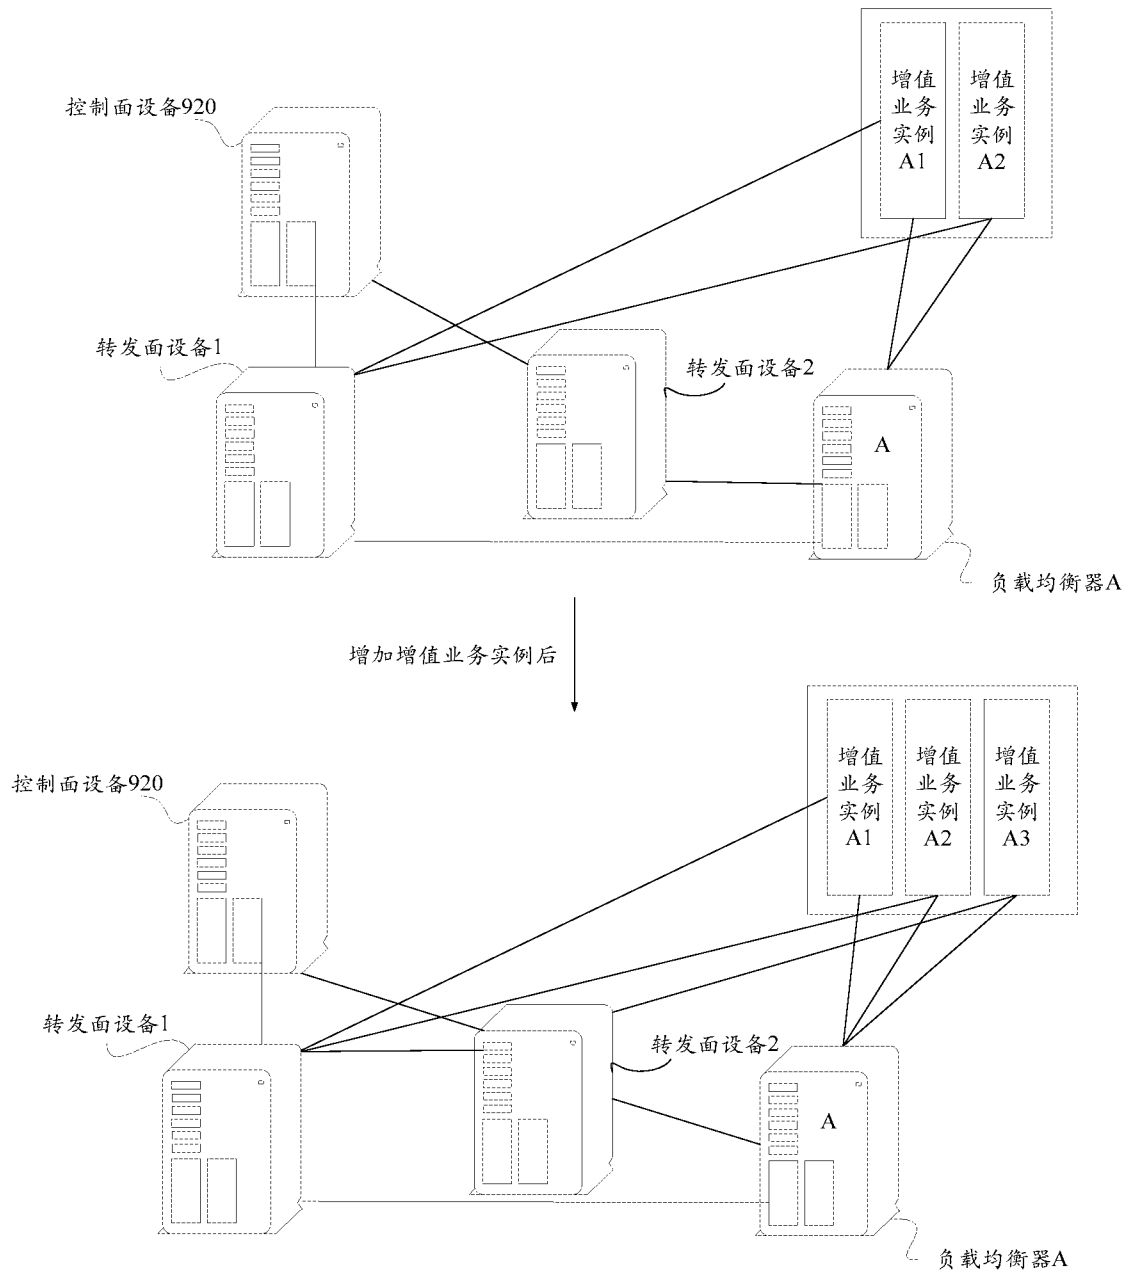 控制面设备920
增值
业务
实例
A1
增值
业务
实例
A2
转发面设备1
转发面设备2
A
负载均衡器A
增加增值业务实例后
控制面设备920
增值
业务
实例
A1
增值
业务
实例
A2
增值
业务
实例
A3
转发面设备1
转发面设备2
A
负载均衡器A